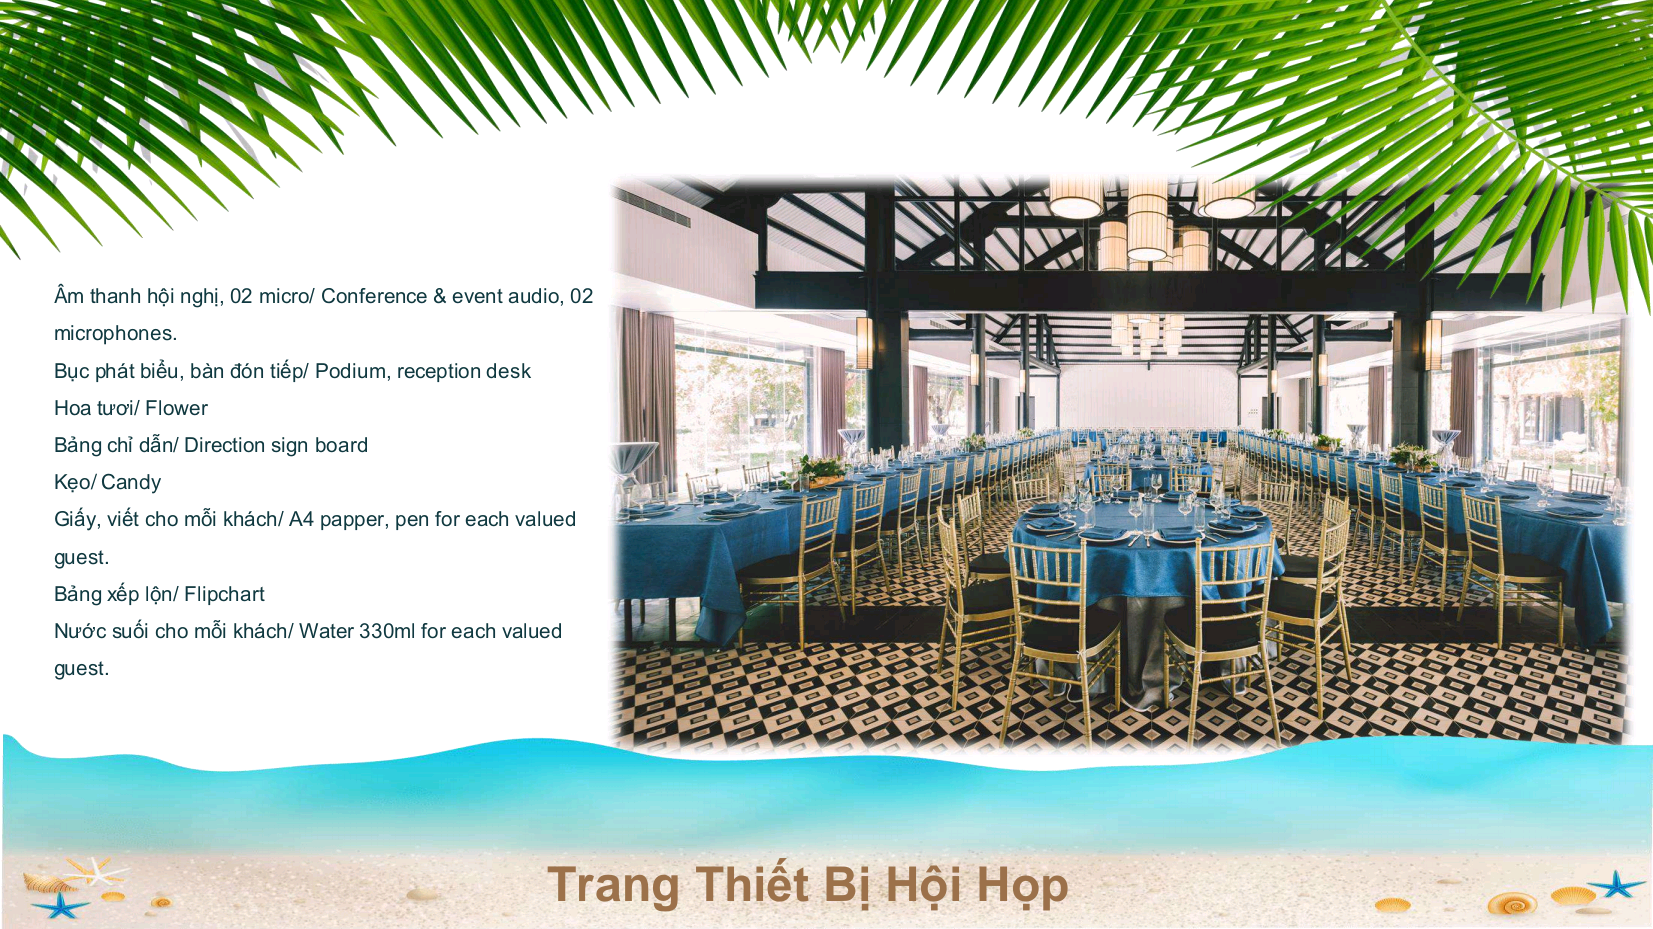 Âm thanh hội nghị, 02 micro/ Conference & event audio, 02
microphones.
Bục phát biểu, bàn đón tiếp/ Podium, reception desk
Hoa tươi/ Flower
Bảng chỉ dẫn/ Direction sign board
Kẹo/ Candy
Giấy, viết cho mỗi khách/ A4 papper, pen for each valued
guest.
Bảng xếp lộn/ Flipchart
Nước suối cho mỗi khách/ Water 330ml for each valued
guest.
Trang Thiết Bị Hội Họp